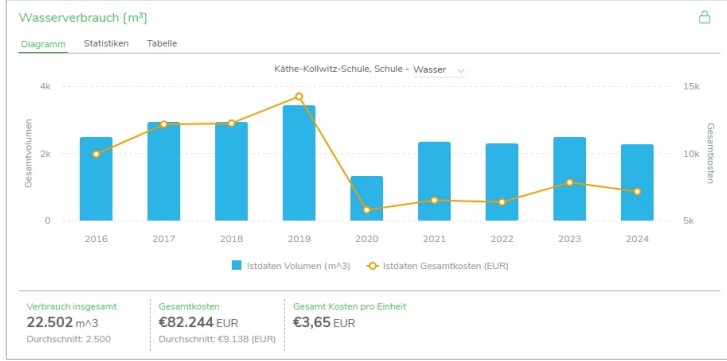 Wasserverbrauch [m³]
Diagramm Statistiken Tabelle
Käthe-Kollwitz-Schule, Schule - Wasser
4k 15k
2k 10k
0 5k
Gesamtvolumen
Gesamtkosten
2016 2017 2018 2019 2020 2021 2022 2023 2024
Istdaten Volumen (m^3) Istdaten Gesamtkosten (EUR)
Verbrauch insgesamt Gesamtkosten Gesamt Kosten pro Einheit
22.502 m^3 €82.244 EUR €3,65 EUR
Durchschnitt: 2.500 Durchschnitt: €9.138 (EUR)